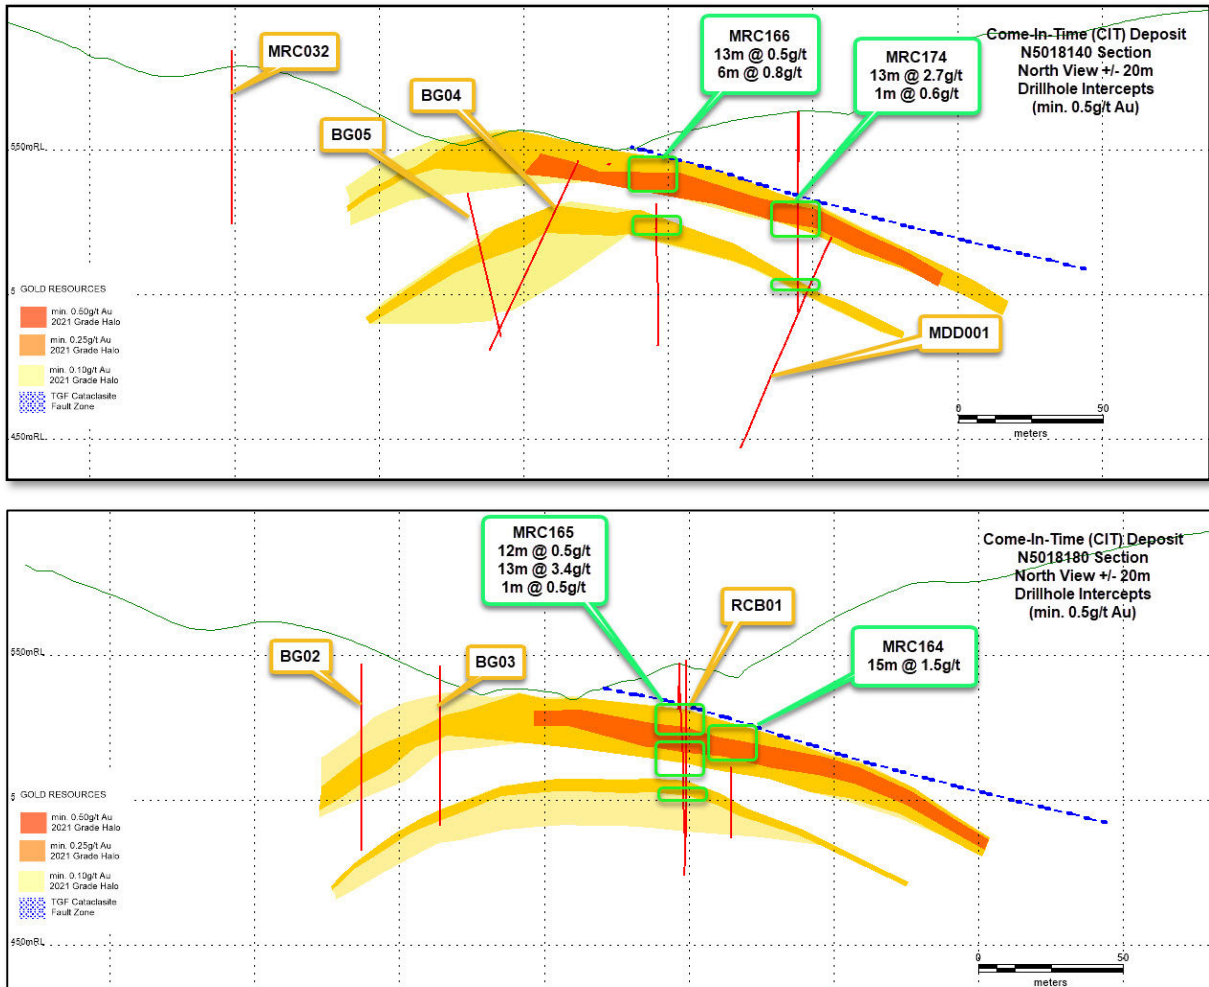 Come-In-Time (CIT) Deposit
N5018140 Section
North View +/- 20m
Drillhole Intercepts
(min. 0.5g/t Au)
MRC032
BG04
BG05
MRC166
13m @ 0.5g/t
6m @ 0.8g/t
MRC174
13m @ 2.7g/t
1m @ 0.6g/t
MDD001
550mRL
5
GOLD RESOURCES
min. 0.50g/t Au
2021 Grade Halo
min. 0.25g/t Au
2021 Grade Halo
min. 0.10g/t Au
2021 Grade Halo
TGF Cataclasite
Fault Zone
450mRL
0 50
meters
Come-In-Time (CIT) Deposit
N5018180 Section
North View +/- 20m
Drillhole Intercepts
(min. 0.5g/t Au)
MRC165
12m @ 0.5g/t
13m @ 3.4g/t
1m @ 0.5g/t
RCB01
BG02
BG03
MRC164
15m @ 1.5g/t
550mRL
5
GOLD RESOURCES
min. 0.50g/t Au
2021 Grade Halo
min. 0.25g/t Au
2021 Grade Halo
min. 0.10g/t Au
2021 Grade Halo
TGF Cataclasite
Fault Zone
450mRL
0 50
meters